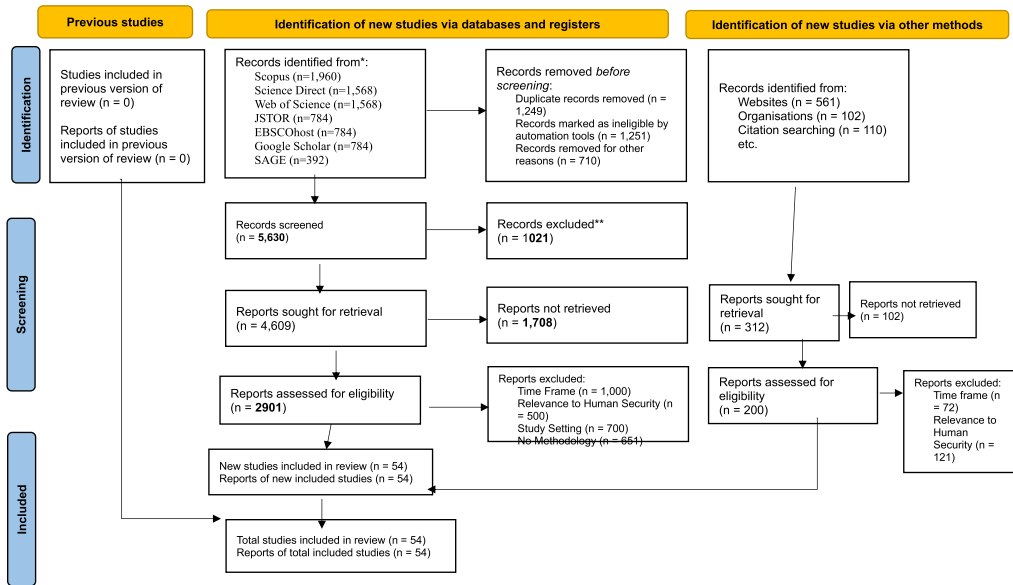 Previous studies
Identification of new studies via databases and registers
Identification of new studies via other methods
Identification
Studies included in
previous version of
review (n = 0)
Reports of studies
included in previous
version of review (n = 0)
Records identified from*:
Scopus (n=1,960)
Science Direct (n=1,568)
Web of Science (n=1,568)
JSTOR (n=784)
EBSCOhost (n=784)
Google Scholar (n=784)
SAGE (n=392)
Records removed before
screening:
Duplicate records removed (n =
1,249)
Records marked as ineligible by
automation tools (n = 1,251)
Records removed for other
reasons (n = 710)
Records identified from:
Websites (n = 561)
Organisations (n = 102)
Citation searching (n = 110)
etc.
Screening
Records screened
(n = 5,630)
Records excluded**
(n = 1021)
Reports sought for retrieval
(n = 4,609)
Reports not retrieved
(n = 1,708)
Reports sought for
retrieval
(n = 312)
Reports not retrieved
(n = 102)
Reports assessed for eligibility
(n = 2901)
Reports excluded:
Time Frame (n = 1,000)
Relevance to Human Security (n
= 500)
Study Setting (n = 700)
No Methodology (n = 651)
Reports assessed for
eligibility
(n = 200)
Reports excluded:
Time frame (n
= 72)
Relevance to
Human
Security (n =
121)
Included
New studies included in review (n = 54)
Reports of new included studies (n = 54)
Total studies included in review (n = 54)
Reports of total included studies (n = 54)